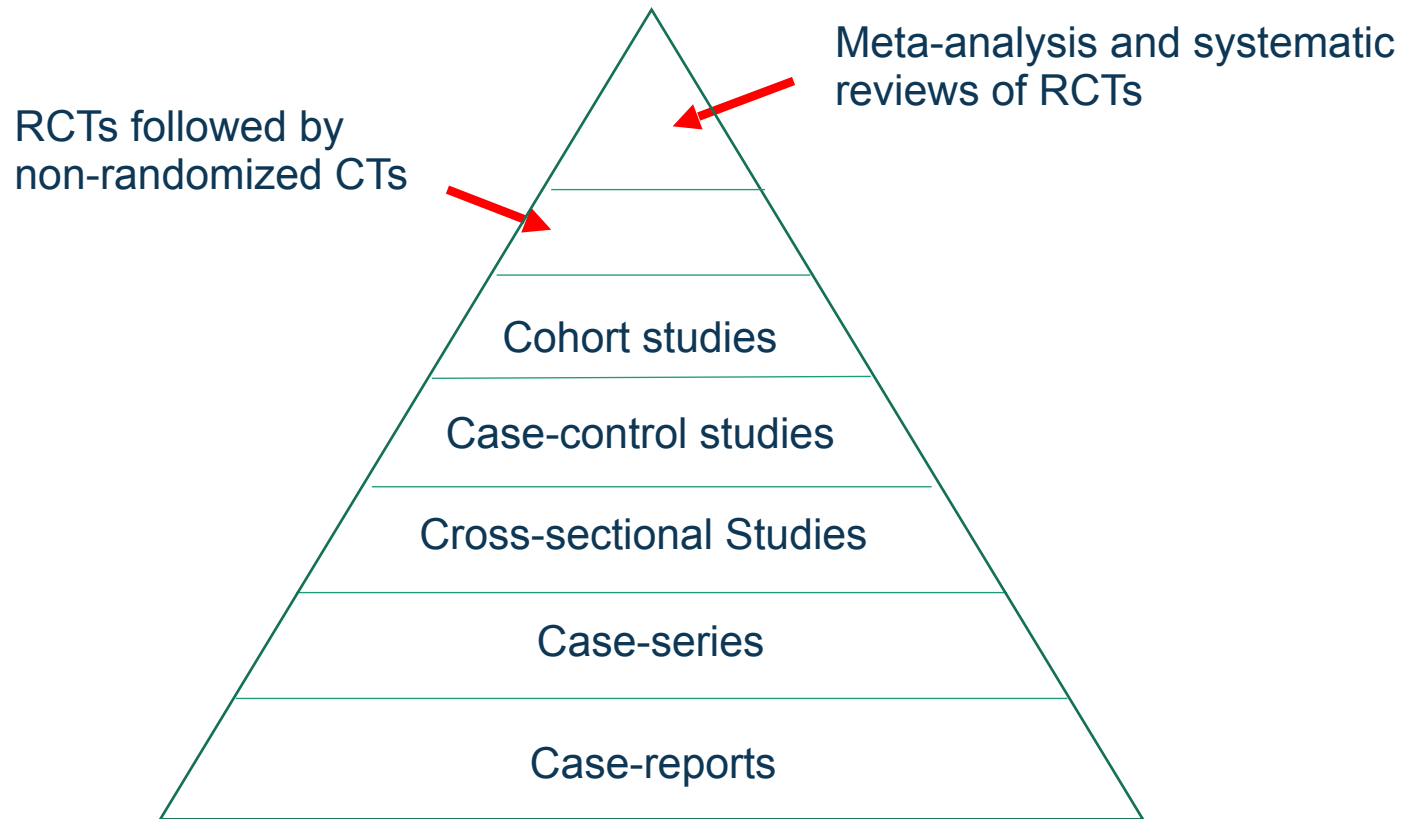 Meta-analysis and systematic
reviews of RCTs
RCTs followed by
non-randomized CTs
Cohort studies
Case-control studies
Cross-sectional Studies
Case-series
Case-reports